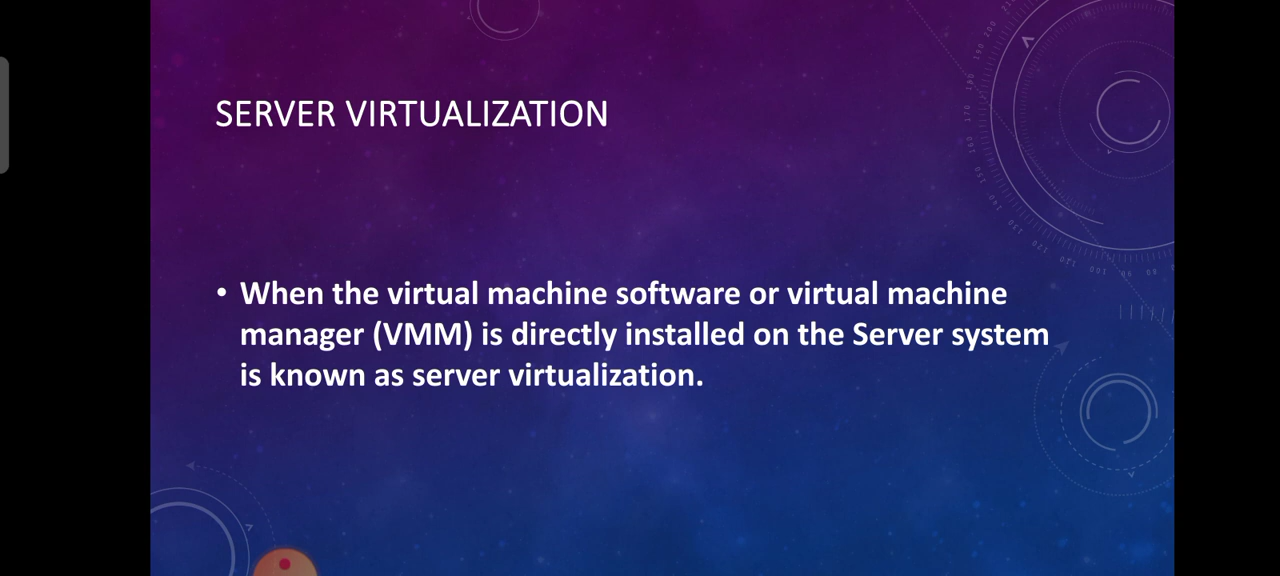 SERVER VIRTUALIZATION
• When the virtual machine software or virtual machine
manager (VMM) is directly installed on the Server system
is known as server virtualization.